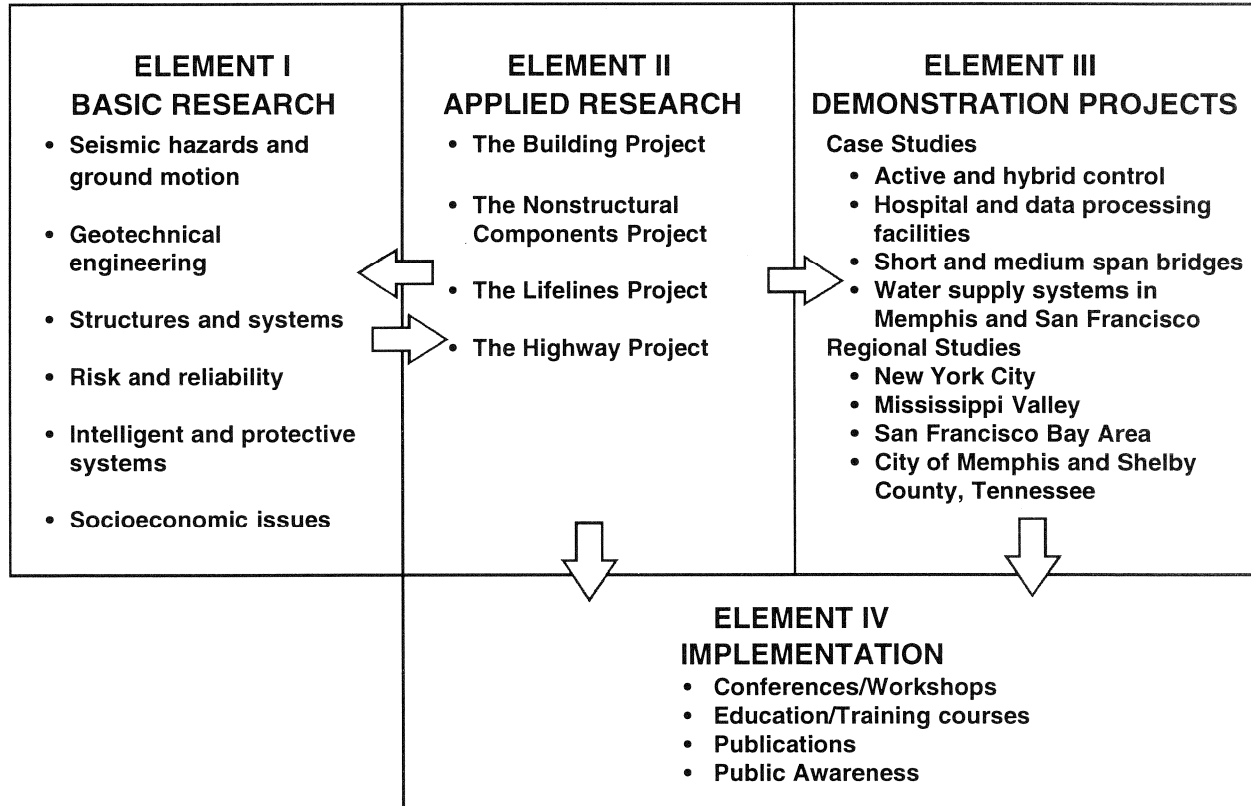 ELEMENT I
BASIC RESEARCH
• Seismic hazards and
ground motion
• Geotechnical
engineering
• Structures and systems
• Risk and reliability
• Intelligent and protective
systems
• Socioeconomic issues
ELEMENT II
APPLIED RESEARCH
• The Building Project
• The Nonstructural
Components Project
• The Lifelines Project
• The Highway Project
ELEMENT III
DEMONSTRATION PROJECTS
Case Studies
• Active and hybrid control
• Hospital and data processing
facilities
• Short and medium span bridges
• Water supply systems in
Memphis and San Francisco
Regional Studies
• New York City
• Mississippi Valley
• San Francisco Bay Area
• City of Memphis and Shelby
County, Tennessee
ELEMENT IV
IMPLEMENTATION
• Conferences/Workshops
• Education/Training courses
• Publications
• Public Awareness